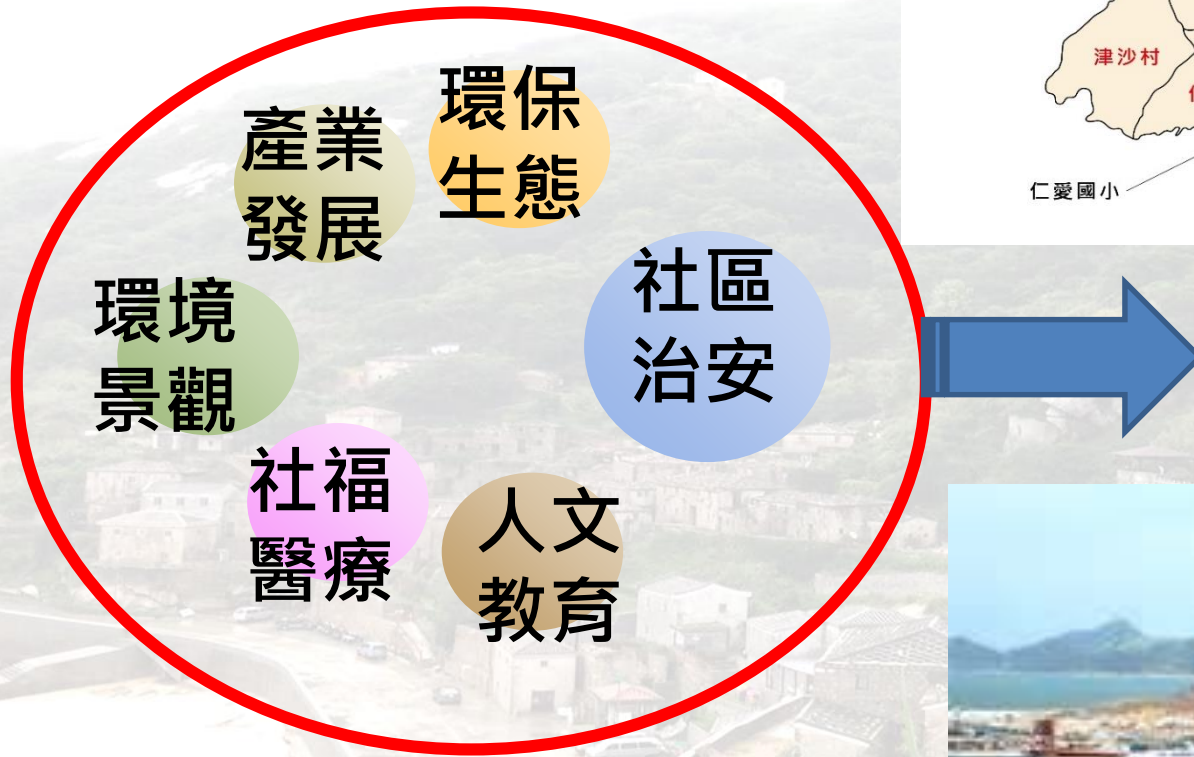 環保
生態
產業
發展
社區
治安
環境
景觀
社福
醫療
人文
教育
津沙村
仁愛國小